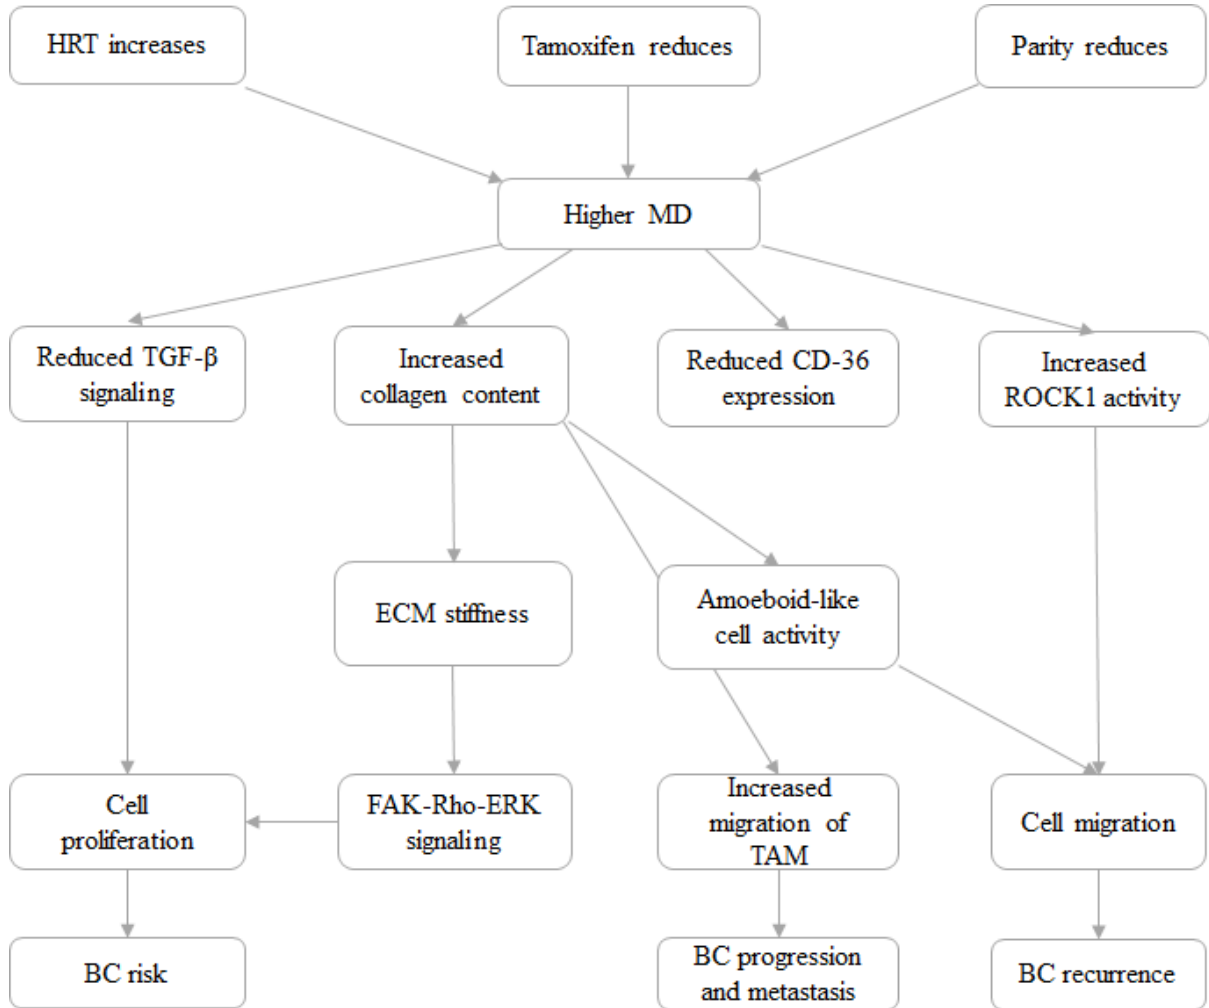 HRT increases
Tamoxifen reduces
Parity reduces
Higher MD
Reduced TGF-β
signaling
Increased
collagen content
Reduced CD-36
expression
Increased
ROCK1 activity
ECM stiffness
Amoeboid-like
cell activity
Cell
proliferation
FAK-Rho-ERK
signaling
Increased
migration of
TAM
Cell migration
BC risk
BC progression
and metastasis
BC recurrence